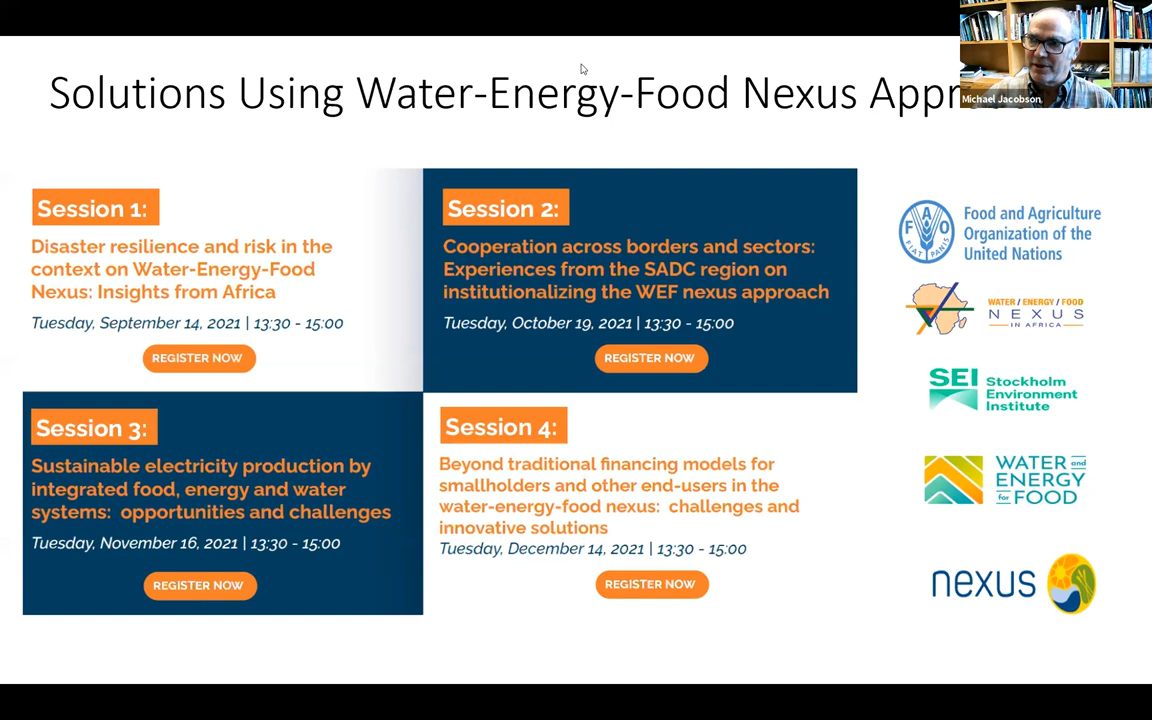 Solutions Using Water-Energy-Food Nexus Appr
Michael Jacobson
Session 1:
Disaster resilience and risk in the
context on Water-Energy-Food
Nexus: Insights from Africa
Tuesday, September 14, 2021 | 13:30 - 15:00
REGISTER NOW
Session 2:
Cooperation across borders and sectors:
Experiences from the SADC region on
institutionalizing the WEF nexus approach
Tuesday, October 19, 2021 | 13:30 - 15:00
REGISTER NOW
Session 3:
Sustainable electricity production by
integrated food, energy and water
systems: opportunities and challenges
Tuesday, November 16, 2021 | 13:30 - 15:00
REGISTER NOW
Session 4:
Beyond traditional financing models for
smallholders and other end-users in the
water-energy-food nexus: challenges and
innovative solutions
Tuesday, December 14, 2021 | 13:30 - 15:00
REGISTER NOW
FAO
FIAT PANIS
Food and Agriculture
Organization of the
United Nations
WATER / ENERGY / FOOD
NEXUS
IN AFRICA
SEI Stockholm
Environment
Institute
WATER and
ENERGY
for FOOD
nexus